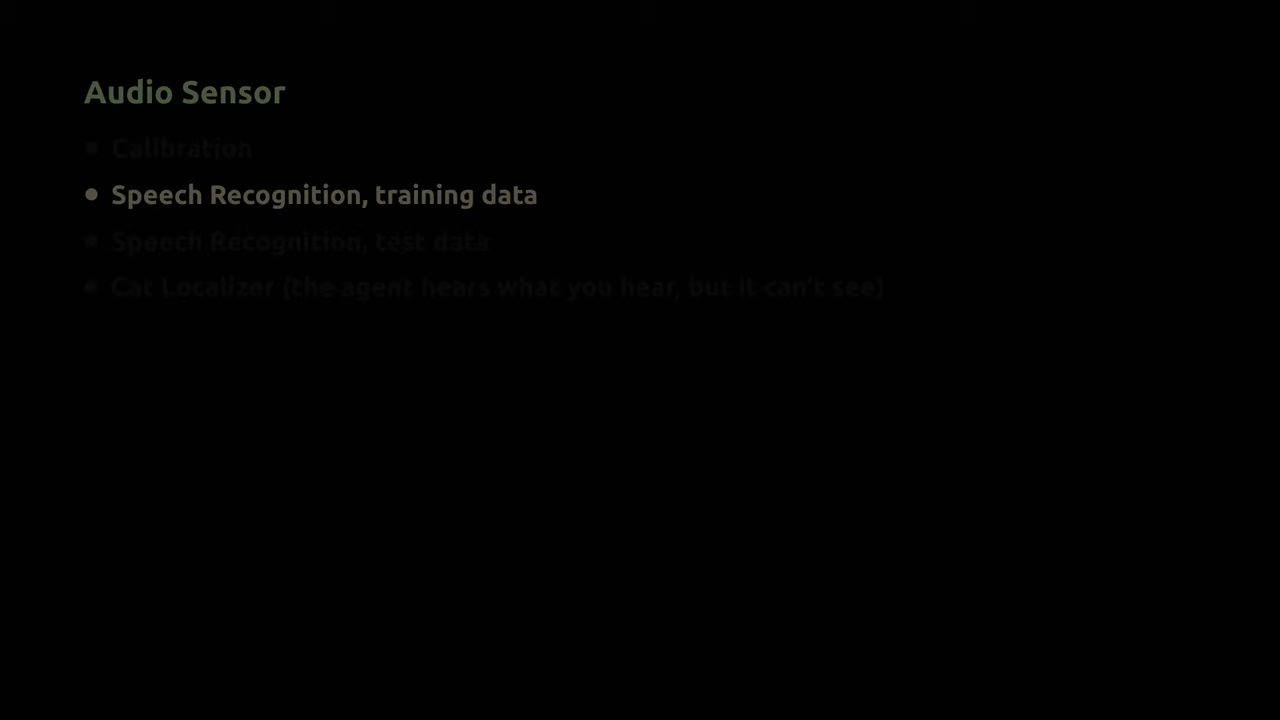 Audio Sensor
• Calibration
• Speech Recognition, training data
• Speech Recognition, test data
• Cat Localizer (the agent hears what you hear, but it can't see)